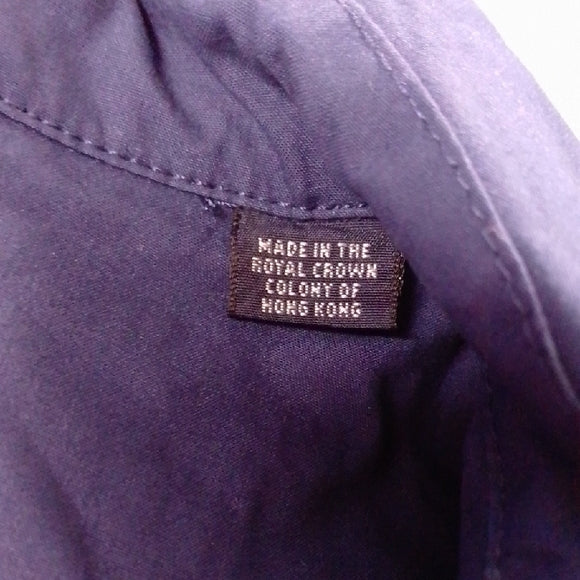 MADE IN THE
ROYAL CROWN
COLONY OF
HONG KONG